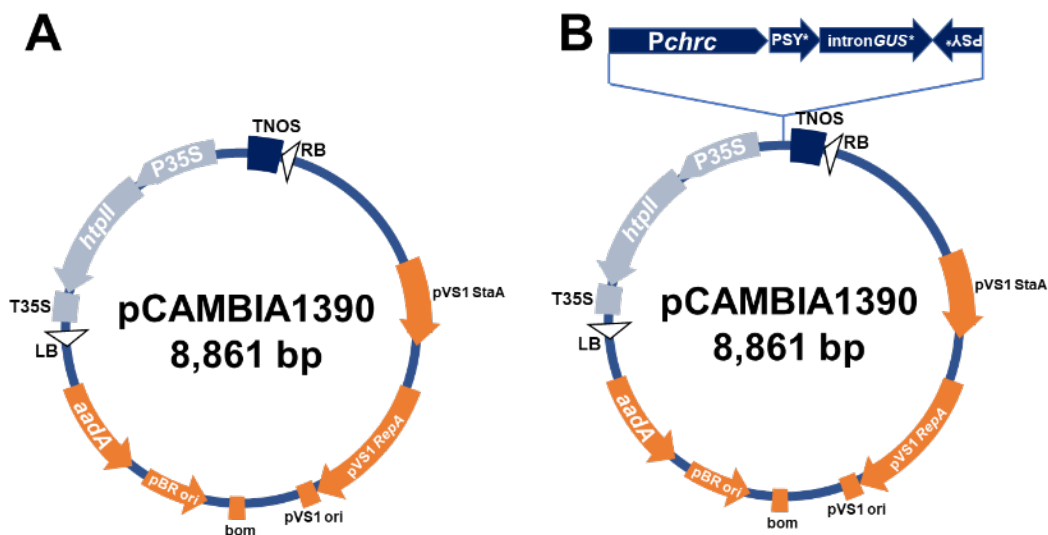 A
TNOS
RB
P35S
htpII
T35S
LB
pCAMBIA1390
8,861 bp
pVS1 StaA
aadA
pVS1 RepA
pBR ori
bom
pVS1 ori
B
Pchrc
PSY*
intronGUS*
PSY*
TNOS
RB
P35S
htpII
T35S
LB
pCAMBIA1390
8,861 bp
pVS1 StaA
aadA
pVS1 RepA
pBR ori
bom
pVS1 ori